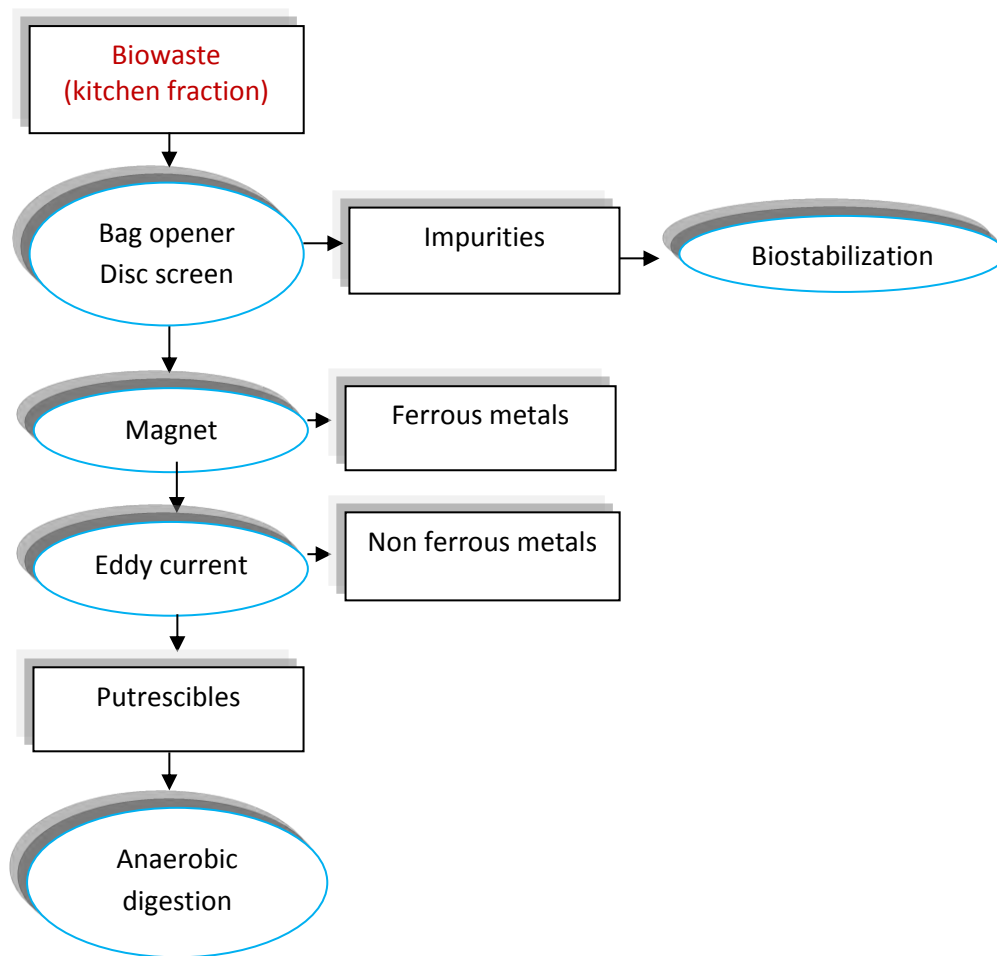 Biowaste
(kitchen fraction)
Bag opener
Disc screen
Impurities
Biostabilization
Magnet
Ferrous metals
Eddy current
Non ferrous metals
Putrescibles
Anaerobic
digestion